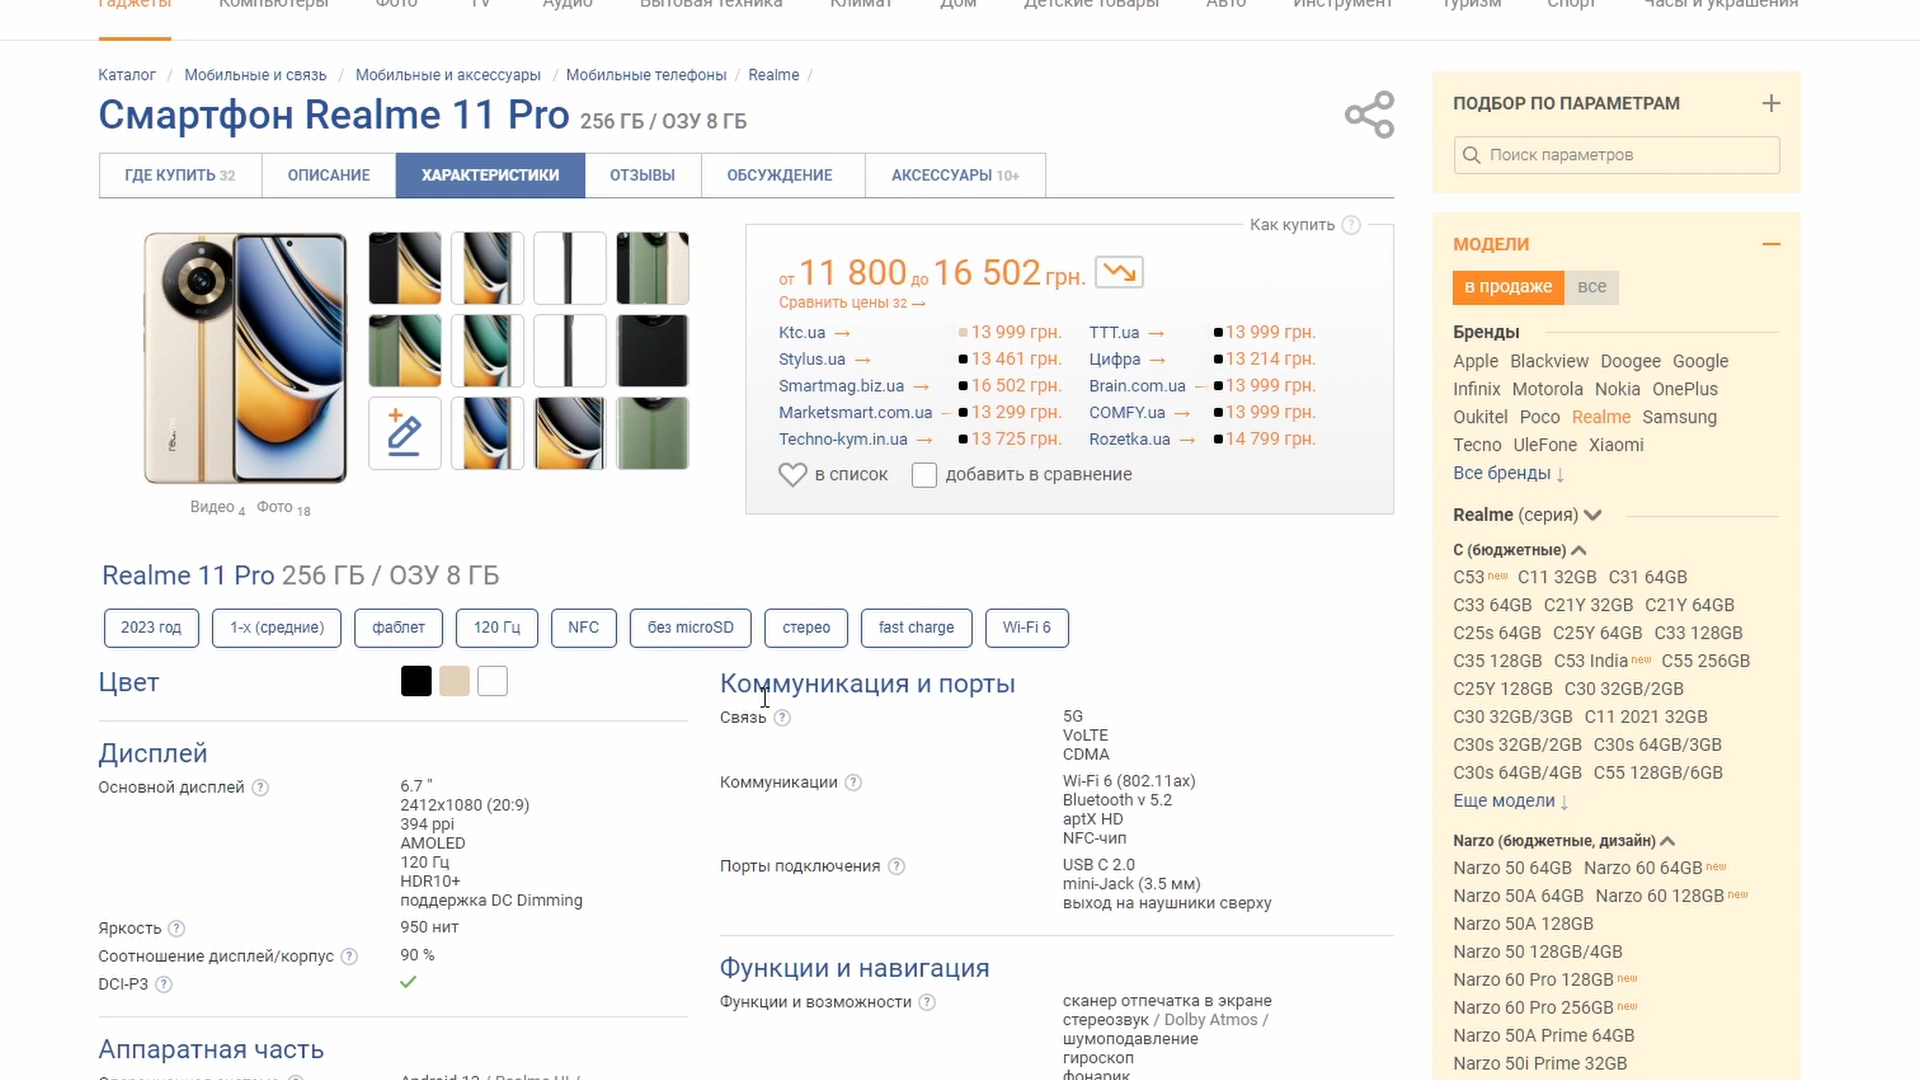 Гаджеты Компьютеры Фото TV Аудио Бытовая техника Климат Дом Детские товары Авто Инструмент Туризм Спорт Часы и украшения
Каталог / Мобильные и связь / Мобильные и аксессуары / Мобильные телефоны / Realme /
Смартфон Realme 11 Pro 256 ГБ / ОЗУ 8 ГБ
ГДЕ КУПИТЬ 32 ОПИСАНИЕ ХАРАКТЕРИСТИКИ ОТЗЫВЫ ОБСУЖДЕНИЕ АКСЕССУАРЫ 10+
Как купить ?
от 11 800 до 16 502 грн.
Сравнить цены 32 →
Ktc.ua → 13 999 грн. TTT.ua → 13 999 грн.
Stylus.ua → 13 461 грн. Цифра → 13 214 грн.
Smartmag.biz.ua → 16 502 грн. Brain.com.ua 13 999 грн.
Marketsmart.com.ua 13 299 грн. COMFY.ua → 13 999 грн.
Techno-kym.in.ua → 13 725 грн. Rozetka.ua → 14 799 грн.
в список добавить в сравнение
Видео 4 Фото 18
Realme 11 Pro 256 ГБ / ОЗУ 8 ГБ
2023 год 1-х (средние) фаблет 120 Гц NFC без microSD стерео fast charge Wi-Fi 6
Цвет
Дисплей
Основной дисплей ? 6.7 "
2412x1080 (20:9)
394 ppi
AMOLED
120 Гц
HDR10+
поддержка DC Dimming
Яркость ? 950 нит
Соотношение дисплей/корпус ? 90 %
DCI-P3 ?
Аппаратная часть
Коммуникация и порты
Связь ? 5G
VoLTE
CDMA
Коммуникации ? Wi-Fi 6 (802.11ax)
Bluetooth v 5.2
aptX HD
NFC-чип
Порты подключения ? USB C 2.0
mini-Jack (3.5 мм)
выход на наушники сверху
Функции и навигация
Функции и возможности ? сканер отпечатка в экране
стереозвук / Dolby Atmos /
шумоподавление
гироскоп
фонарик
ПОДБОР ПО ПАРАМЕТРАМ
Поиск параметров
МОДЕЛИ
в продаже все
Бренды
Apple Blackview Doogee Google
Infinix Motorola Nokia OnePlus
Oukitel Poco Realme Samsung
Tecno UleFone Xiaomi
Все бренды ↓
Realme (серия)
C (бюджетные)
C53 new C11 32GB C31 64GB
C33 64GB C21Y 32GB C21Y 64GB
C25s 64GB C25Y 64GB C33 128GB
C35 128GB C53 India new C55 256GB
C25Y 128GB C30 32GB/2GB
C30 32GB/3GB C11 2021 32GB
C30s 32GB/2GB C30s 64GB/3GB
C30s 64GB/4GB C55 128GB/6GB
Еще модели ↓
Narzo (бюджетные, дизайн)
Narzo 50 64GB Narzo 60 64GB new
Narzo 50A 64GB Narzo 60 128GB new
Narzo 50A 128GB
Narzo 50 128GB/4GB
Narzo 60 Pro 128GB new
Narzo 60 Pro 256GB new
Narzo 50A Prime 64GB
Narzo 50i Prime 32GB